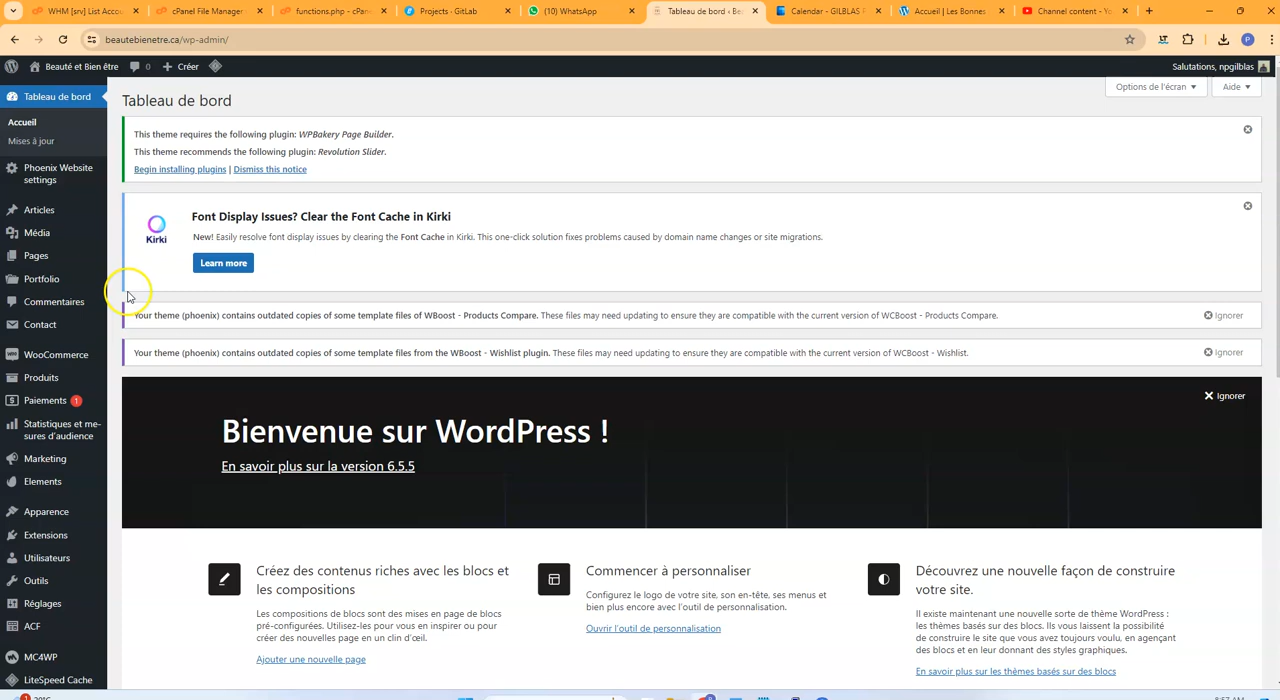 WHM [srv] List Accou
cPanel File Manager
functions.php - cPan
Projects · GitLab
(10) WhatsApp
Tableau de bord ‹ Be
Calendar - GILBLAS
Accueil | Les Bonnes
Channel content - Yo
beautebienetre.ca/wp-admin/
Beauté et Bien être
0
Créer
Salutations, npgilblas
Tableau de bord
Accueil
Mises à jour
Phoenix Website
settings
Articles
Média
Pages
Portfolio
Commentaires
Contact
WooCommerce
Produits
Paiements 1
Statistiques et me-
sures d'audience
Marketing
Elements
Apparence
Extensions
Utilisateurs
Outils
Réglages
ACF
MC4WP
LiteSpeed Cache
Options de l'écran
Aide
Tableau de bord
This theme requires the following plugin: WPBakery Page Builder.
This theme recommends the following plugin: Revolution Slider.
Begin installing plugins | Dismiss this notice
Kirki
Font Display Issues? Clear the Font Cache in Kirki
New! Easily resolve font display issues by clearing the Font Cache in Kirki. This one-click solution fixes problems caused by domain name changes or site migrations.
Learn more
Your theme (phoenix) contains outdated copies of some template files of WBoost - Products Compare. These files may need updating to ensure they are compatible with the current version of WCBoost - Products Compare.
Ignorer
Your theme (phoenix) contains outdated copies of some template files from the WBoost - Wishlist plugin. These files may need updating to ensure they are compatible with the current version of WCBoost - Wishlist.
Ignorer
Ignorer
Bienvenue sur WordPress !
En savoir plus sur la version 6.5.5
Créez des contenus riches avec les blocs et
les compositions
Les compositions de blocs sont des mises en page de blocs
pré-configurées. Utilisez-les pour vous en inspirer ou pour
créer des nouvelles page en un clin d'œil.
Ajouter une nouvelle page
Commencer à personnaliser
Configurez le logo de votre site, son en-tête, ses menus et
bien plus encore avec l'outil de personnalisation.
Ouvrir l'outil de personnalisation
Découvrez une nouvelle façon de construire
votre site.
Il existe maintenant une nouvelle sorte de thème WordPress :
les thèmes basés sur des blocs. Ils vous laissent la possibilité
de construire le site que vous avez toujours voulu, en agençant
des blocs et en leur donnant des styles graphiques.
En savoir plus sur les thèmes basés sur des blocs